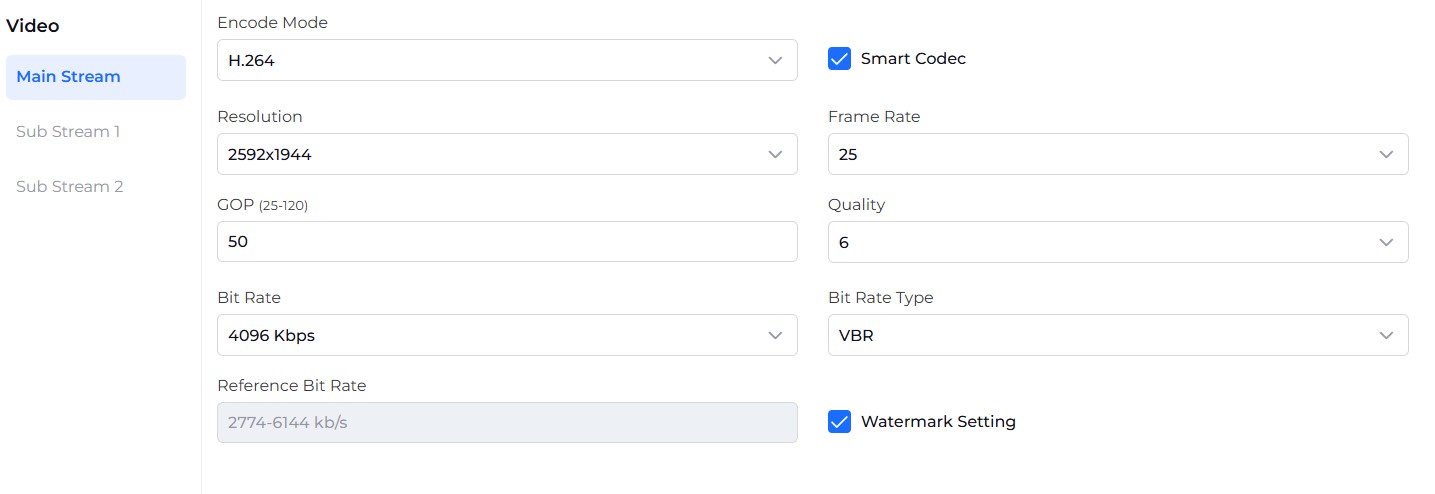 Video
Main Stream
Sub Stream 1
Sub Stream 2
Encode Mode
H.264
Smart Codec
Resolution
2592x1944
Frame Rate
25
GOP (25-120)
50
Quality
6
Bit Rate
4096 Kbps
Bit Rate Type
VBR
Reference Bit Rate
2774-6144 kb/s
Watermark Setting